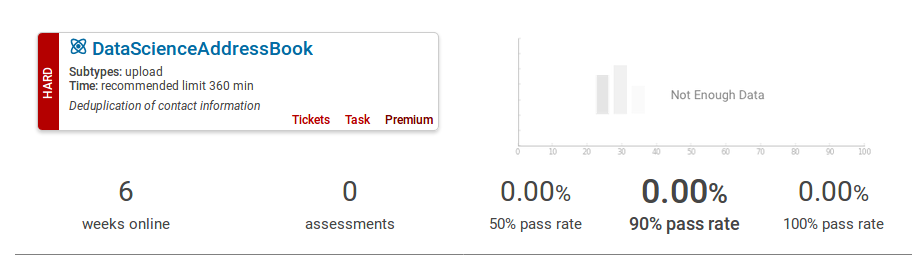 HARD
DataScienceAddressBook
Subtypes: upload
Time: recommended limit 360 min
Deduplication of contact information
Tickets Task Premium
Not Enough Data
0 10 20 30 40 50 60 70 80 90 100
6
weeks online
0
assessments
0.00%
50% pass rate
0.00%
90% pass rate
0.00%
100% pass rate